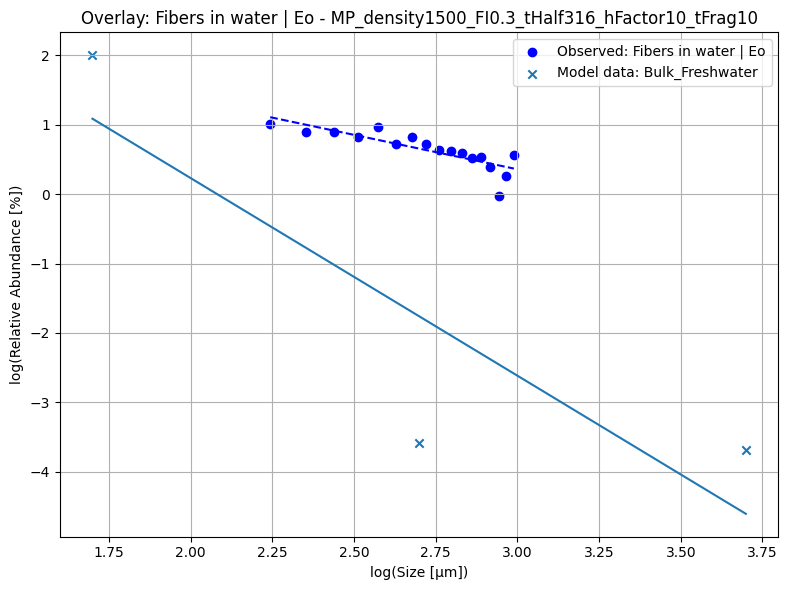 Overlay: Fibers in water | Eo - MP_density1500_FI0.3_tHalf316_hFactor10_tFrag10
Observed: Fibers in water | Eo
Model data: Bulk_Freshwater
log(Relative Abundance [%])
2
1
0
−1
−2
−3
−4
1.75 2.00 2.25 2.50 2.75 3.00 3.25 3.50 3.75
log(Size [μm])